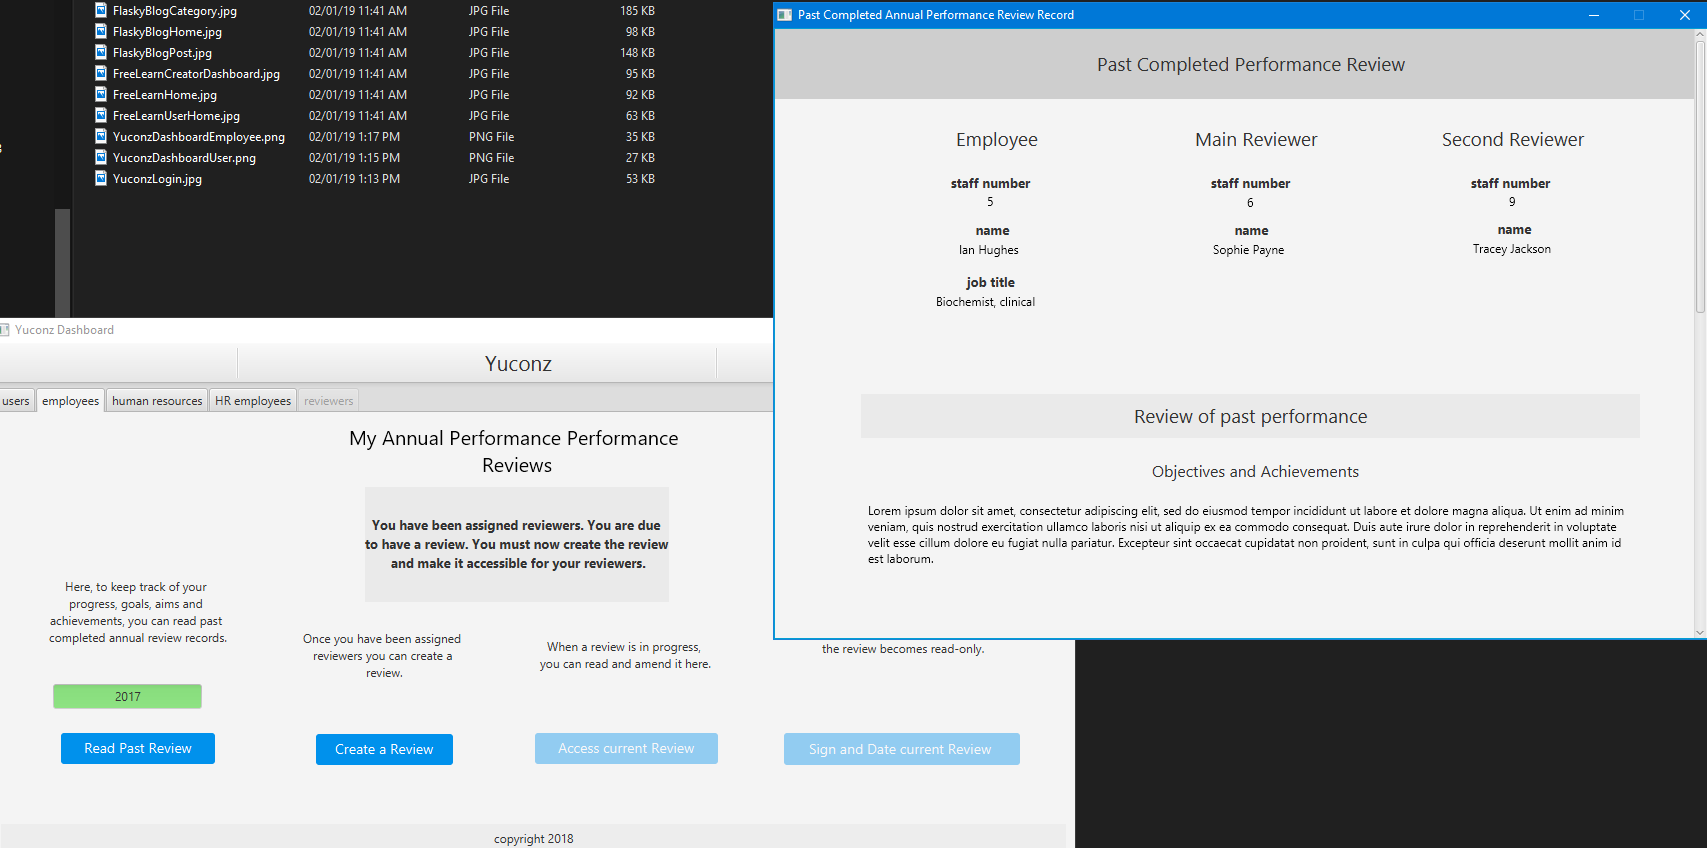 FlaskyBlogCategory.jpg 02/01/19 11:41 AM JPG File 185 KB
FlaskyBlogHome.jpg 02/01/19 11:41 AM JPG File 98 KB
FlaskyBlogPost.jpg 02/01/19 11:41 AM JPG File 148 KB
FreeLearnCreatorDashboard.jpg 02/01/19 11:41 AM JPG File 95 KB
FreeLearnHome.jpg 02/01/19 11:41 AM JPG File 92 KB
FreeLearnUserHome.jpg 02/01/19 11:41 AM JPG File 63 KB
YuconzDashboardEmployee.png 02/01/19 1:17 PM PNG File 35 KB
YuconzDashboardUser.png 02/01/19 1:15 PM PNG File 27 KB
YuconzLogin.jpg 02/01/19 1:13 PM JPG File 53 KB
Past Completed Annual Performance Review Record
Past Completed Performance Review
Employee Main Reviewer Second Reviewer
staff number staff number staff number
5 6 9
name name name
Ian Hughes Sophie Payne Tracey Jackson
job title
Biochemist, clinical
Review of past performance
Objectives and Achievements
Lorem ipsum dolor sit amet, consectetur adipiscing elit, sed do eiusmod tempor incididunt ut labore et dolore magna aliqua. Ut enim ad minim
veniam, quis nostrud exercitation ullamco laboris nisi ut aliquip ex ea commodo consequat. Duis aute irure dolor in reprehenderit in voluptate
velit esse cillum dolore eu fugiat nulla pariatur. Excepteur sint occaecat cupidatat non proident, sunt in culpa qui officia deserunt mollit anim id
est laborum.
Yuconz Dashboard
Yuconz
users employees human resources HR employees reviewers
My Annual Performance Performance
Reviews
You have been assigned reviewers. You are due
to have a review. You must now create the review
and make it accessible for your reviewers.
Here, to keep track of your
progress, goals, aims and
achievements, you can read past
completed annual review records.
2017
Read Past Review
Once you have been assigned
reviewers you can create a
review.
Create a Review
When a review is in progress,
you can read and amend it here.
Access current Review
the review becomes read-only.
Sign and Date current Review
copyright 2018